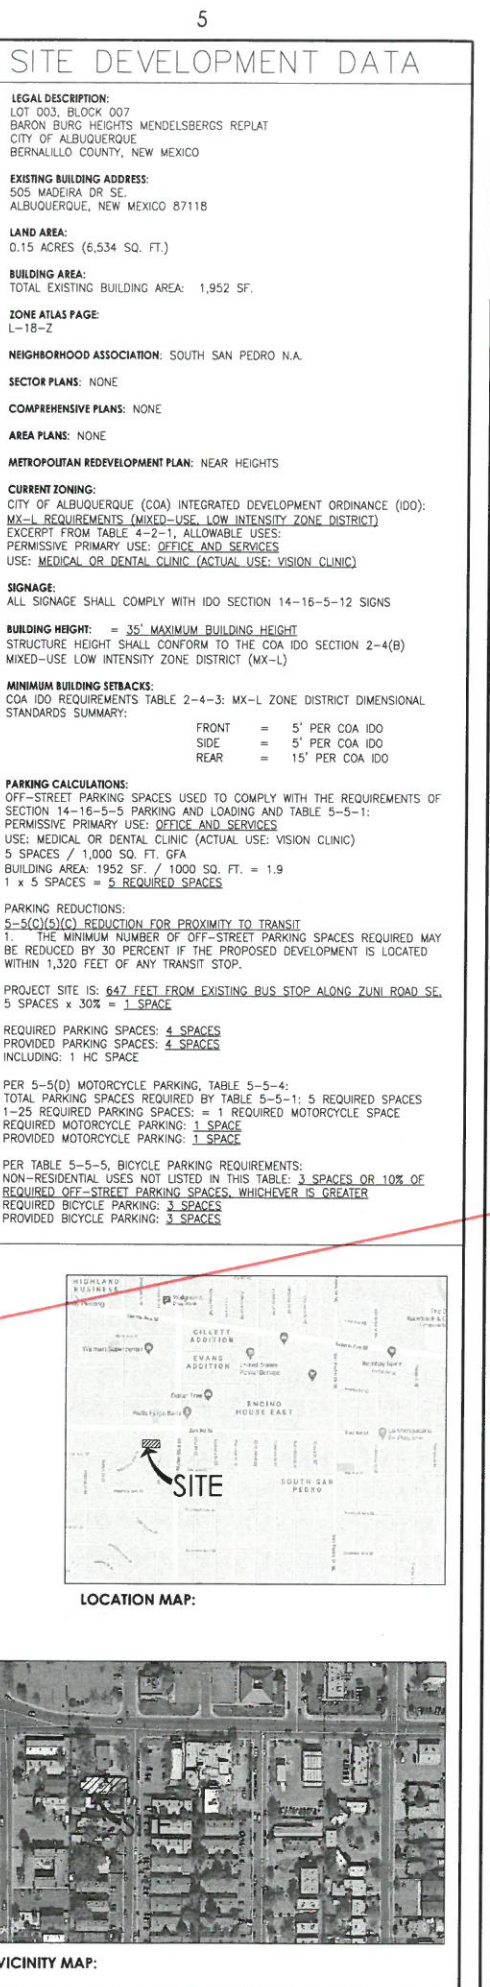 5
SITE DEVELOPMENT DATA
LEGAL DESCRIPTION:
LOT 003, BLOCK 007
BARON BURG HEIGHTS MENDELSBERGS REPLAT
CITY OF ALBUQUERQUE
BERNALILLO COUNTY, NEW MEXICO
EXISTING BUILDING ADDRESS:
505 MADEIRA DR SE.
ALBUQUERQUE, NEW MEXICO 87118
LAND AREA:
0.15 ACRES (6,534 SQ. FT.)
BUILDING AREA:
TOTAL EXISTING BUILDING AREA: 1,952 SF.
ZONE ATLAS PAGE:
L-18-Z
NEIGHBORHOOD ASSOCIATION: SOUTH SAN PEDRO N.A.
SECTOR PLANS: NONE
COMPREHENSIVE PLANS: NONE
AREA PLANS: NONE
METROPOLITAN REDEVELOPMENT PLAN: NEAR HEIGHTS
CURRENT ZONING:
CITY OF ALBUQUERQUE (COA) INTEGRATED DEVELOPMENT ORDINANCE (IDO):
MX-L REQUIREMENTS (MIXED-USE, LOW INTENSITY ZONE DISTRICT)
EXCERPT FROM TABLE 4-2-1, ALLOWABLE USES:
PERMISSIVE PRIMARY USE: OFFICE AND SERVICES
USE: MEDICAL OR DENTAL CLINIC (ACTUAL USE: VISION CLINIC)
SIGNAGE:
ALL SIGNAGE SHALL COMPLY WITH IDO SECTION 14-16-5-12 SIGNS
BUILDING HEIGHT: = 35' MAXIMUM BUILDING HEIGHT
STRUCTURE HEIGHT SHALL CONFORM TO THE COA IDO SECTION 2-4(B)
MIXED-USE LOW INTENSITY ZONE DISTRICT (MX-L)
MINIMUM BUILDING SETBACKS:
COA IDO REQUIREMENTS TABLE 2-4-3: MX-L ZONE DISTRICT DIMENSIONAL
STANDARDS SUMMARY:
FRONT = 5' PER COA IDO
SIDE = 5' PER COA IDO
REAR = 15' PER COA IDO
PARKING CALCULATIONS:
OFF-STREET PARKING SPACES USED TO COMPLY WITH THE REQUIREMENTS OF
SECTION 14-16-5-5 PARKING AND LOADING AND TABLE 5-5-1:
PERMISSIVE PRIMARY USE: OFFICE AND SERVICES
USE: MEDICAL OR DENTAL CLINIC (ACTUAL USE: VISION CLINIC)
5 SPACES / 1,000 SQ. FT. GFA
BUILDING AREA: 1952 SF. / 1000 SQ. FT. = 1.9
1 x 5 SPACES = 5 REQUIRED SPACES
PARKING REDUCTIONS:
5-5(C)(5)(C) REDUCTION FOR PROXIMITY TO TRANSIT
1. THE MINIMUM NUMBER OF OFF-STREET PARKING SPACES REQUIRED MAY
BE REDUCED BY 30 PERCENT IF THE PROPOSED DEVELOPMENT IS LOCATED
WITHIN 1,320 FEET OF ANY TRANSIT STOP.
PROJECT SITE IS: 647 FEET FROM EXISTING BUS STOP ALONG ZUNI ROAD SE.
5 SPACES x 30% = 1 SPACE
REQUIRED PARKING SPACES: 4 SPACES
PROVIDED PARKING SPACES: 4 SPACES
INCLUDING: 1 HC SPACE
PER 5-5(D) MOTORCYCLE PARKING, TABLE 5-5-4:
TOTAL PARKING SPACES REQUIRED BY TABLE 5-5-1: 5 REQUIRED SPACES
1-25 REQUIRED PARKING SPACES: = 1 REQUIRED MOTORCYCLE SPACE
REQUIRED MOTORCYCLE PARKING: 1 SPACE
PROVIDED MOTORCYCLE PARKING: 1 SPACE
PER TABLE 5-5-5, BICYCLE PARKING REQUIREMENTS:
NON-RESIDENTIAL USES NOT LISTED IN THIS TABLE: 3 SPACES OR 10% OF
REQUIRED OFF-STREET PARKING SPACES, WHICHEVER IS GREATER
REQUIRED BICYCLE PARKING: 3 SPACES
PROVIDED BICYCLE PARKING: 3 SPACES
HIGHLAND
BUSINESS
Walgreens
GILLETT
ADDITION
Walmart Supercenter
EVANS
ADDITION
United States
Postal Service
Dollar Tree
ENCINO
HOUSE EAST
Wells Fargo Bank
SITE
SOUTH SAN
PEDRO
LOCATION MAP:
SITE
VICINITY MAP: